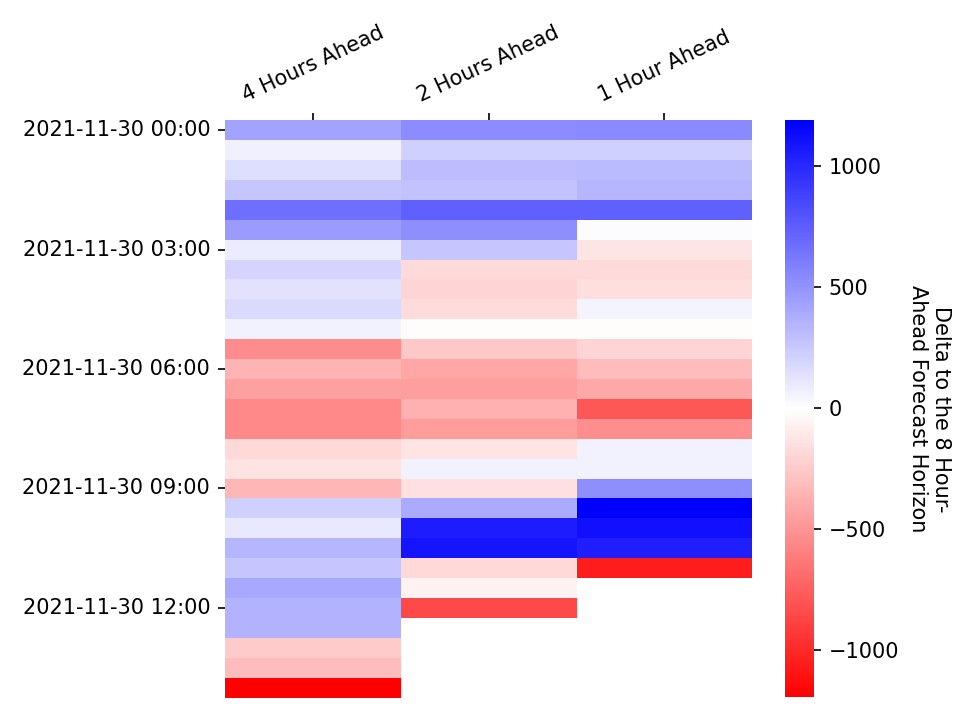 4 Hours Ahead
2 Hours Ahead
1 Hour Ahead
2021-11-30 00:00
2021-11-30 03:00
2021-11-30 06:00
2021-11-30 09:00
2021-11-30 12:00
1000
500
0
−500
−1000
Delta to the 8 Hour-
Ahead Forecast Horizon